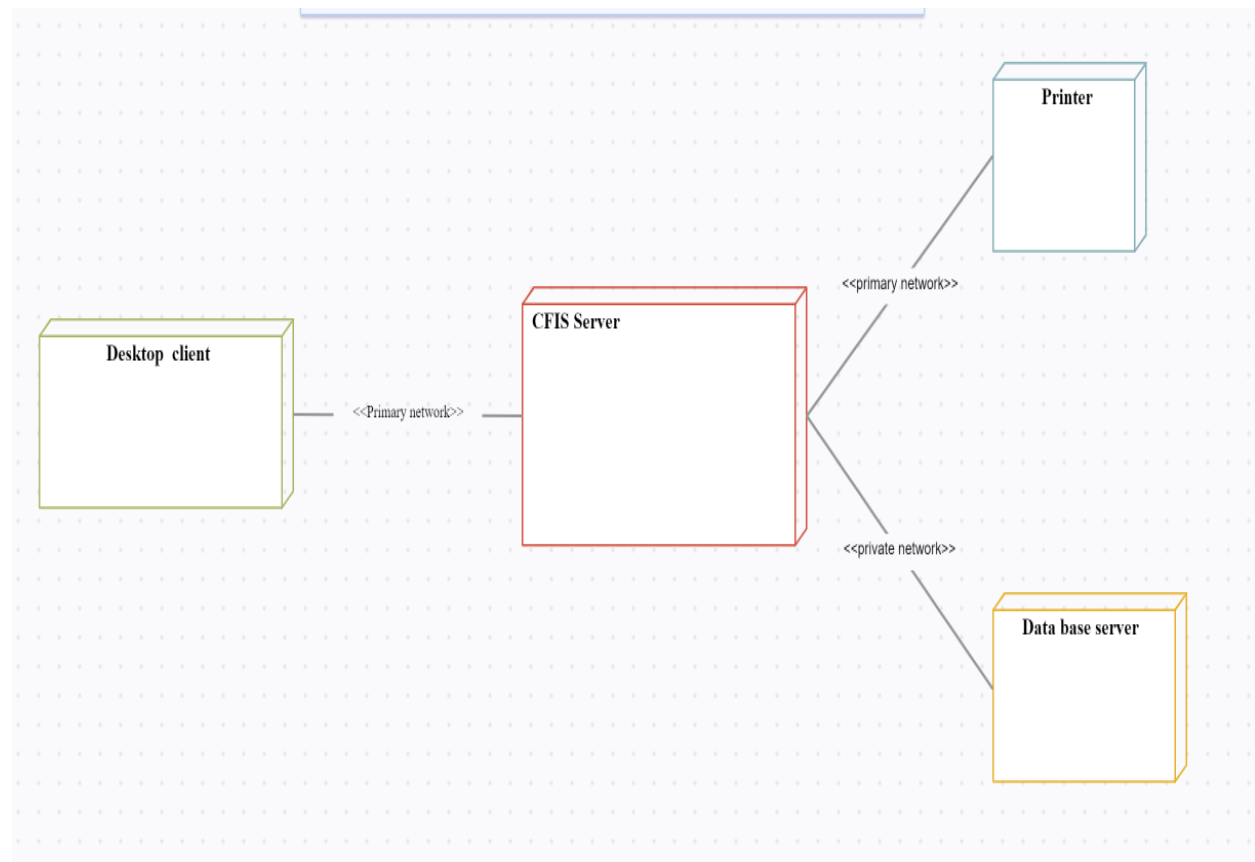 Printer
<<primary network>>
CFIS Server
Desktop  client
<<Primary network>>
<<private network>>
Data base server